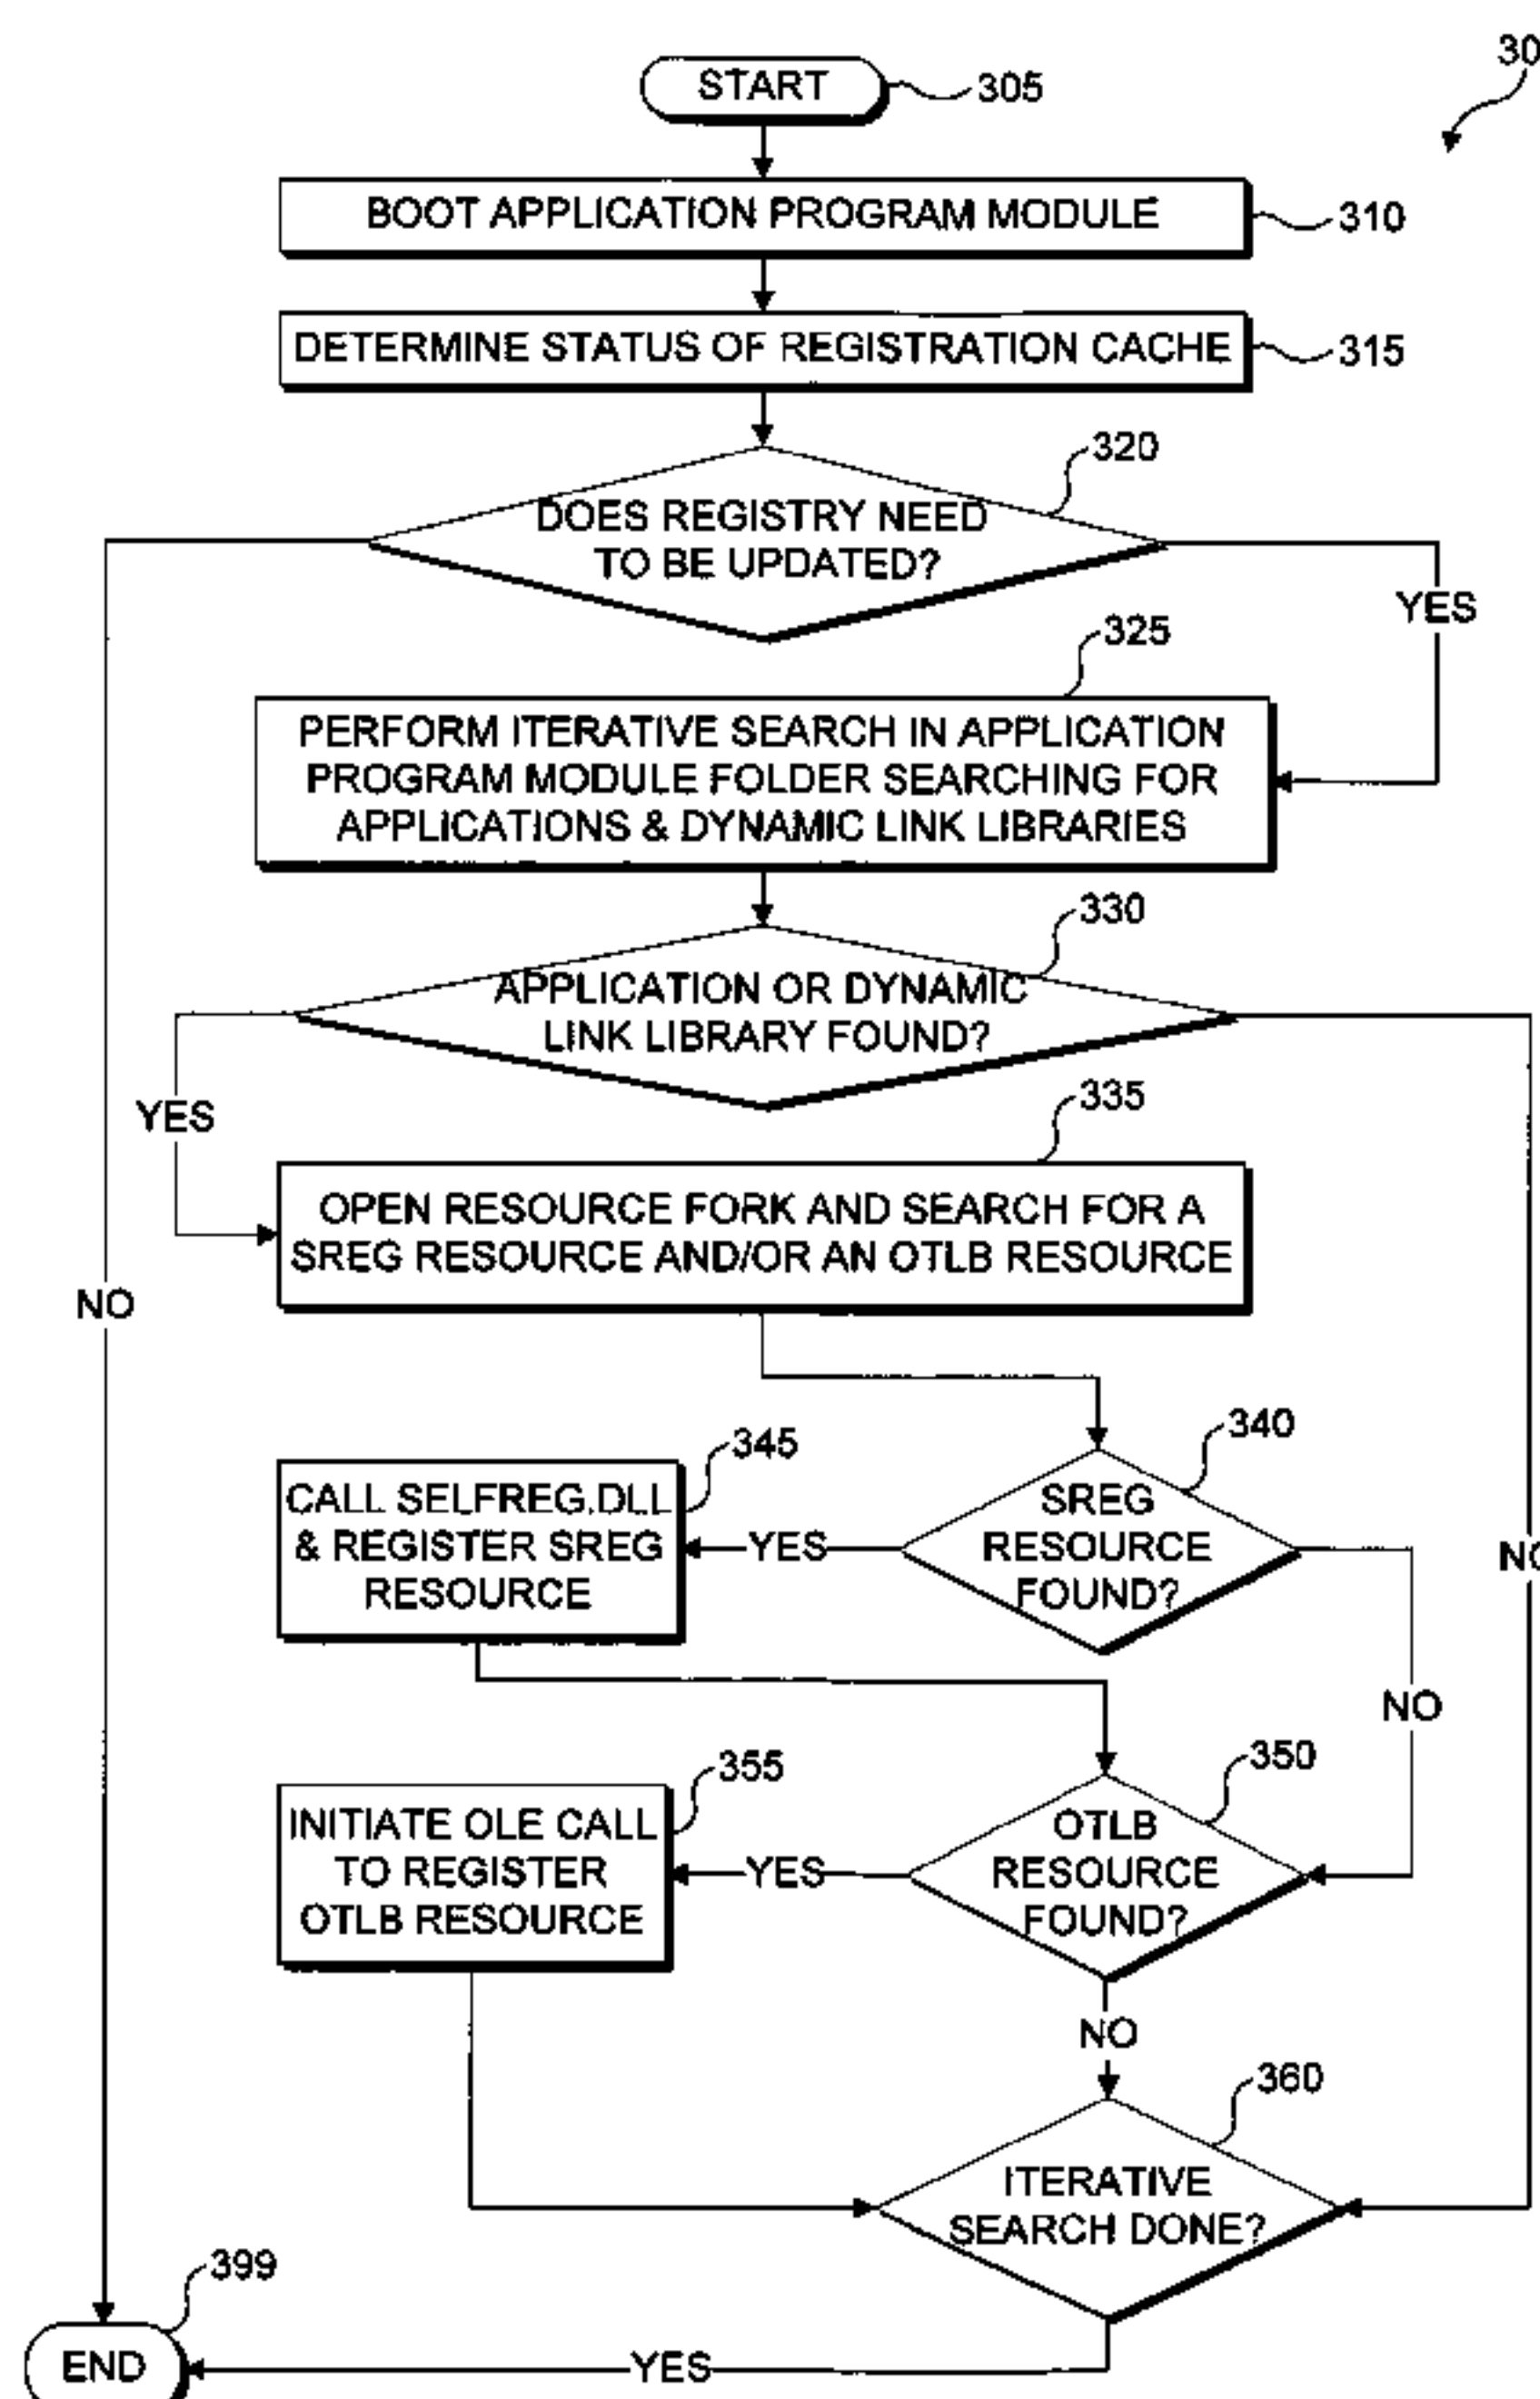 30
START
305
BOOT APPLICATION PROGRAM MODULE
310
DETERMINE STATUS OF REGISTRATION CACHE
315
320
DOES REGISTRY NEED
TO BE UPDATED?
YES
325
PERFORM ITERATIVE SEARCH IN APPLICATION
PROGRAM MODULE FOLDER SEARCHING FOR
APPLICATIONS & DYNAMIC LINK LIBRARIES
330
APPLICATION OR DYNAMIC
LINK LIBRARY FOUND?
YES
335
OPEN RESOURCE FORK AND SEARCH FOR A
SREG RESOURCE AND/OR AN OTLB RESOURCE
NO
340
345
CALL SELFREG.DLL
& REGISTER SREG
RESOURCE
YES
SREG
RESOURCE
FOUND?
NO
NO
350
355
INITIATE OLE CALL
TO REGISTER
OTLB RESOURCE
YES
OTLB
RESOURCE
FOUND?
NO
360
ITERATIVE
SEARCH DONE?
399
END
YES